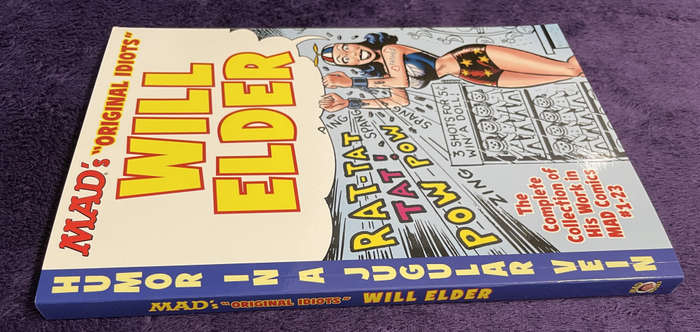 MAD's "ORIGINAL IDIOTS"
WILL
ELDER
ZING
SPANG
SPANG
3 SHOTS FOR 5¢
WIN A DOLL
RAT-TAT
TAT!
POW POW
ZING
The
Complete
Collection of
His Work in
MAD Comics
#1-23
HUMOR IN A JUGULAR VEIN
MAD's "ORIGINAL IDIOTS" WILL ELDER